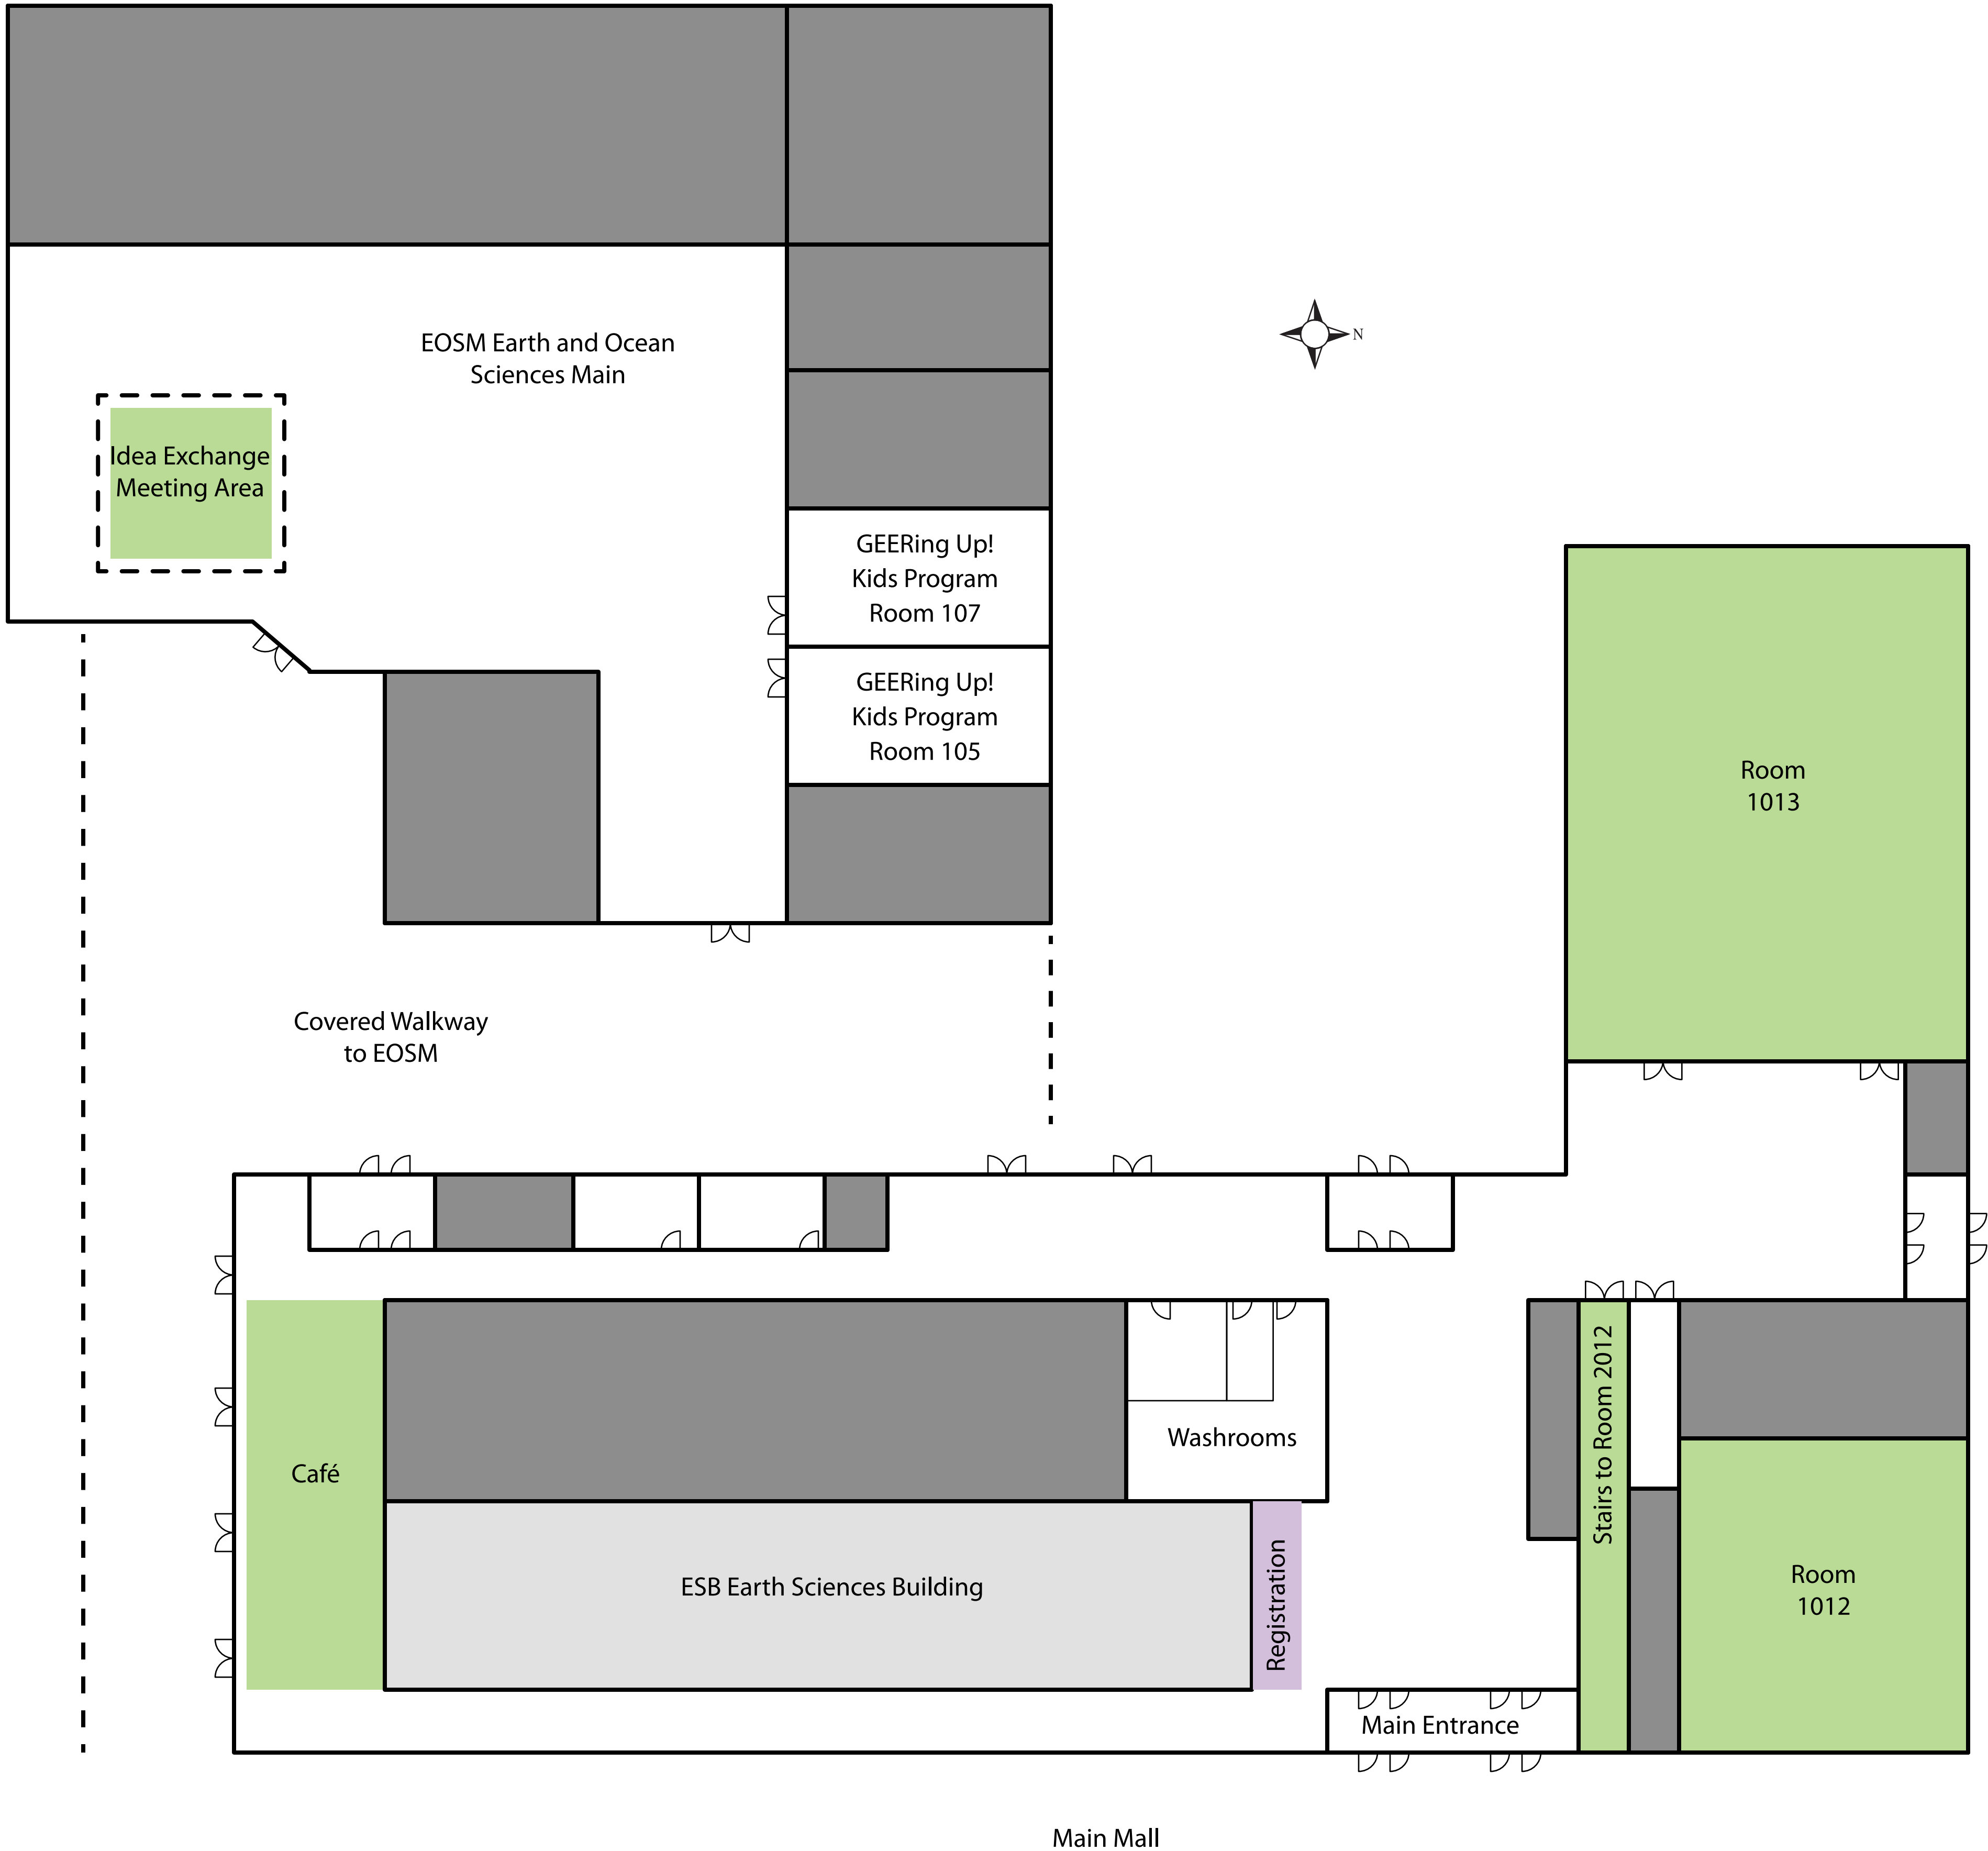 EOSM Earth and Ocean
Sciences Main
N
Idea Exchange
Meeting Area
GEERing Up!
Kids Program
Room 107
GEERing Up!
Kids Program
Room 105
Room
1013
Covered Walkway
to EOSM
Stairs to Room 2012
Washrooms
Café
Registration
ESB Earth Sciences Building
Room
1012
Main Entrance
Main Mall